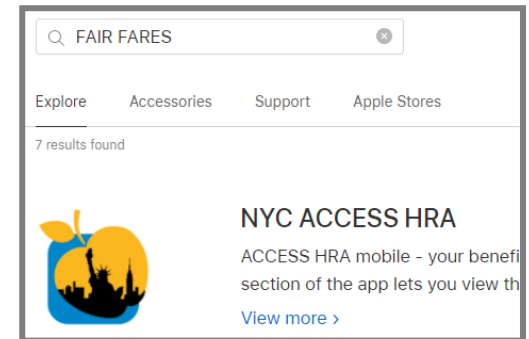 FAIR FARES
Explore Accessories Support Apple Stores
7 results found
NYC ACCESS HRA
ACCESS HRA mobile - your benefi
section of the app lets you view th
View more >